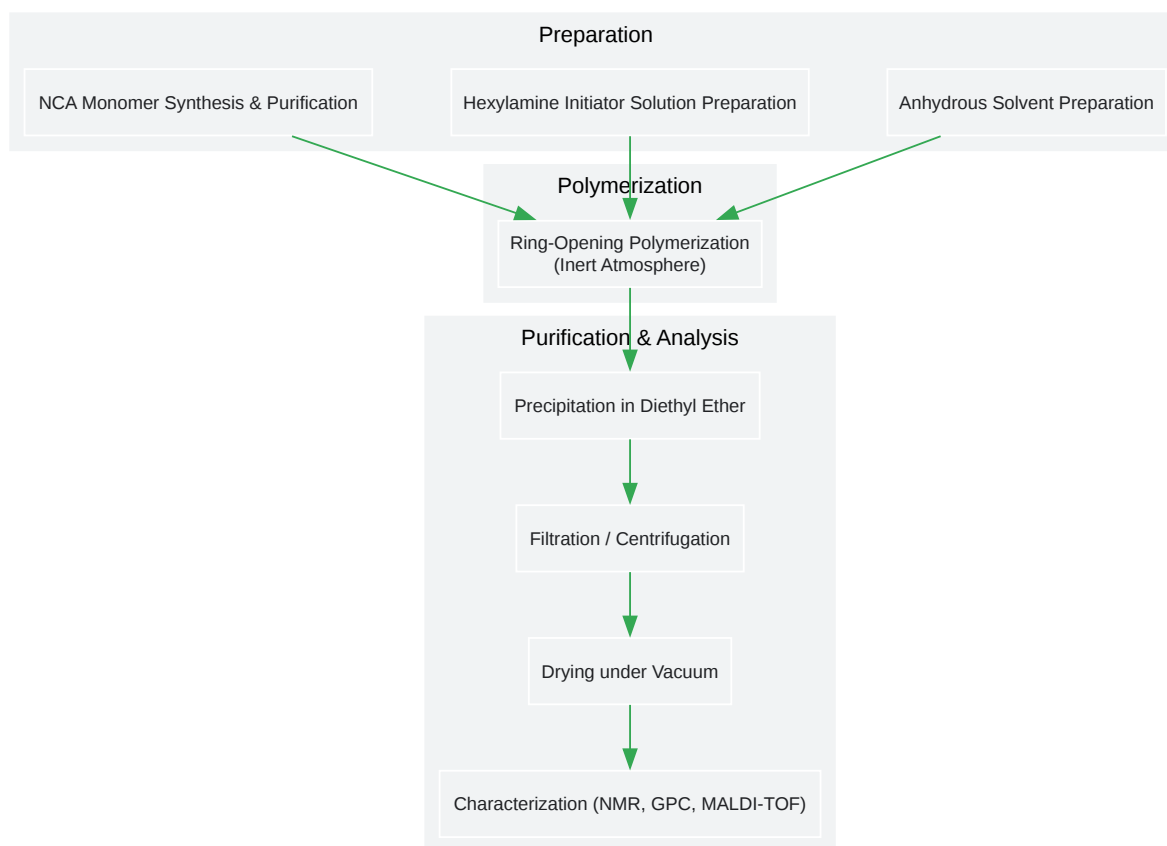 Preparation
NCA Monomer Synthesis & Purification
Hexylamine Initiator Solution Preparation
Anhydrous Solvent Preparation
Polymerization
Ring-Opening Polymerization
(Inert Atmosphere)
Purification & Analysis
Precipitation in Diethyl Ether
Filtration / Centrifugation
Drying under Vacuum
Characterization (NMR, GPC, MALDI-TOF)